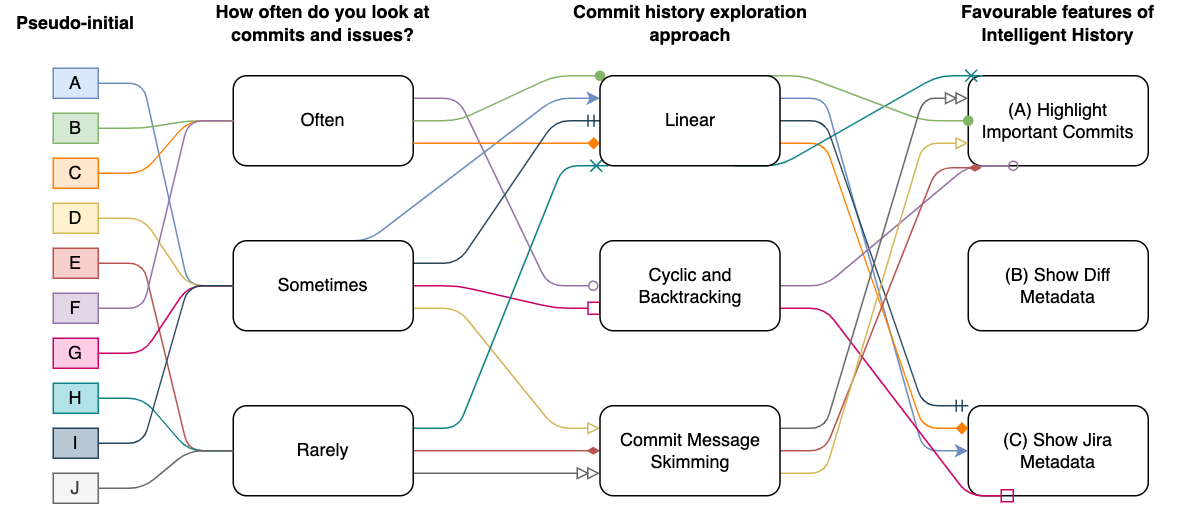 Pseudo-initial
How often do you look at
commits and issues?
Commit history exploration
approach
Favourable features of
Intelligent History
A
B
C
D
E
F
G
H
I
J
Often
Sometimes
Rarely
Linear
Cyclic and
Backtracking
Commit Message
Skimming
(A) Highlight
Important Commits
(B) Show Diff
Metadata
(C) Show Jira
Metadata